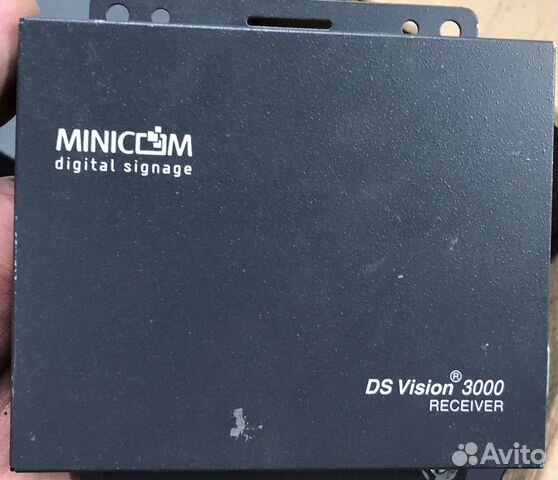 MINICOM
digital signage
DS Vision® 3000
RECEIVER
Avito